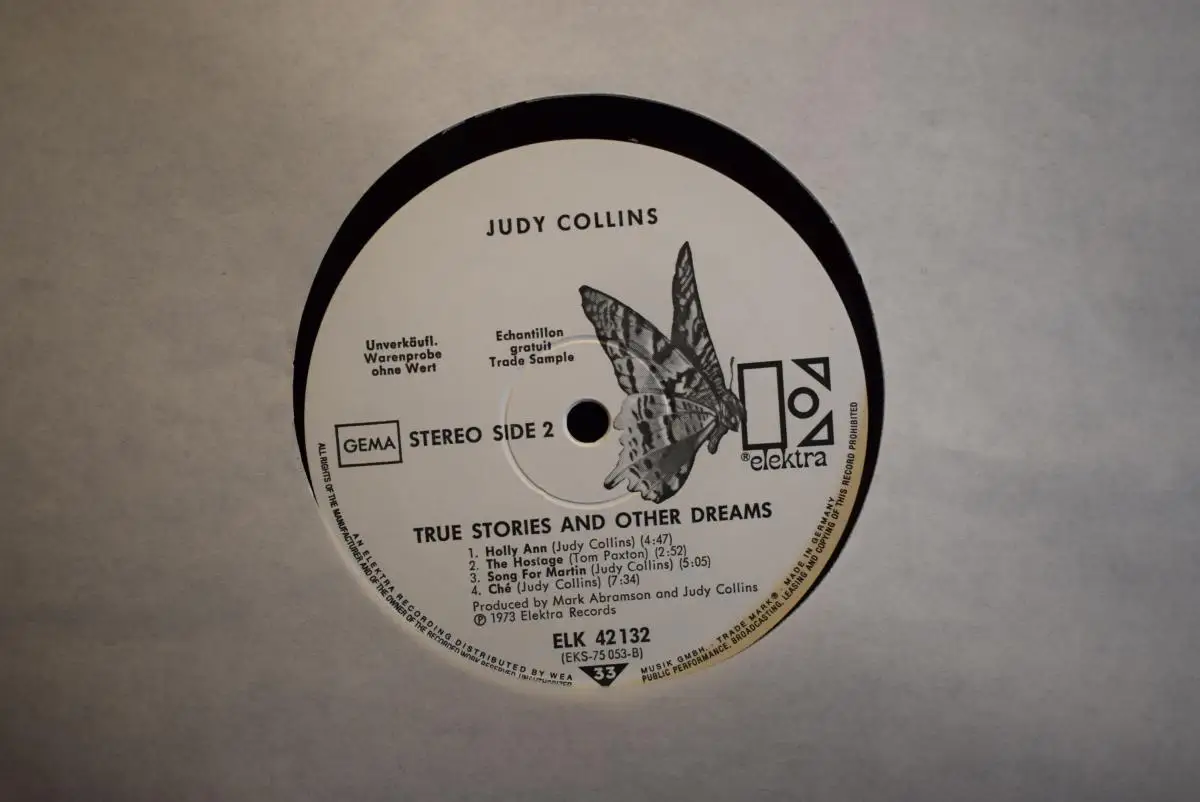 JUDY COLLINS
Unverkäufl.
Warenprobe
ohne Wert
Echantillon
gratuit
Trade Sample
GEMA
STEREO SIDE 2
® elektra
TRUE STORIES AND OTHER DREAMS
1. Holly Ann (Judy Collins) (4:47)
2. The Hostage (Tom Paxton) (2:52)
3. Song For Martin (Judy Collins) (5:05)
4. Ché (Judy Collins) (7:34)
Produced by Mark Abramson and Judy Collins
℗ 1973 Elektra Records
ELK 42 132
(EKS-75 053-B)
33
AN ELEKTRA RECORDING DISTRIBUTED BY WEA MUSIK GMBH. · TRADE MARK® · MADE IN GERMANY
ALL RIGHTS OF THE MANUFACTURER AND OF THE OWNER OF THE RECORDED WORK RESERVED. UNAUTHORIZED PUBLIC PERFORMANCE, BROADCASTING, LEASING AND COPYING OF THIS RECORD PROHIBITED